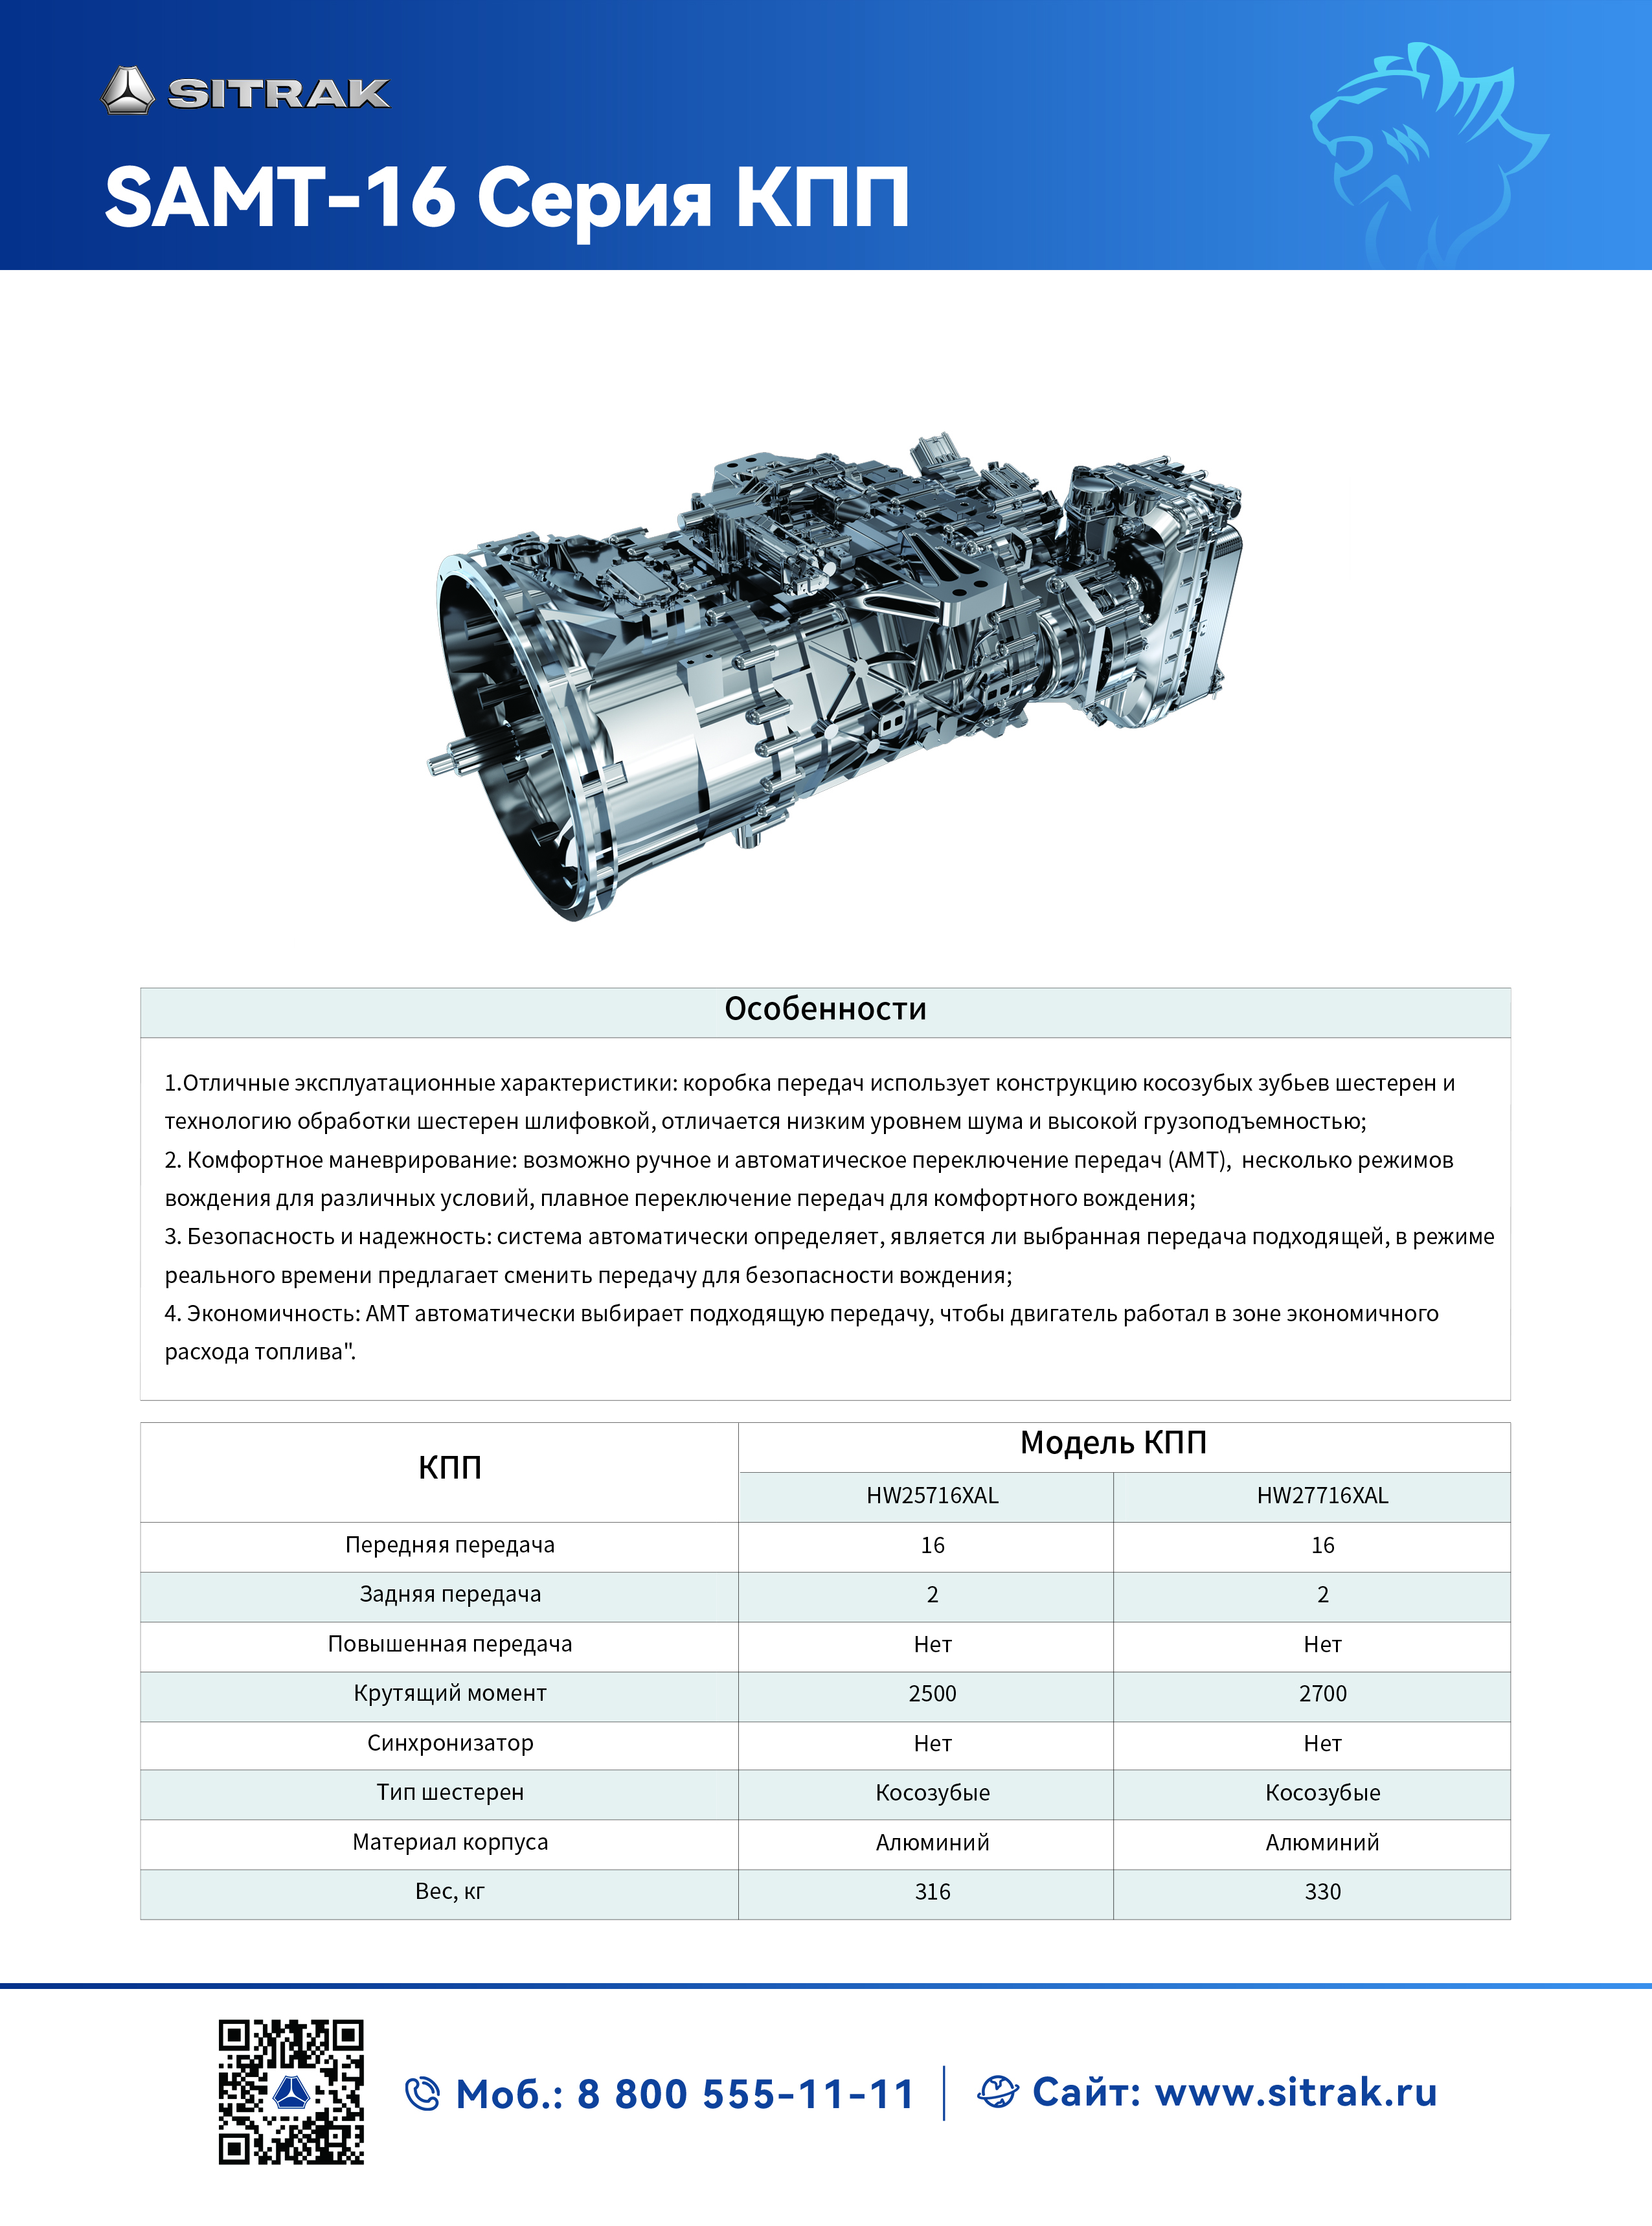 SITRAK
SAMT-16 Серия КПП
Особенности
1.Отличные эксплуатационные характеристики: коробка передач использует конструкцию косозубых зубьев шестерен и
технологию обработки шестерен шлифовкой, отличается низким уровнем шума и высокой грузоподъемностью;
2. Комфортное маневрирование: возможно ручное и автоматическое переключение передач (АМТ), несколько режимов
вождения для различных условий, плавное переключение передач для комфортного вождения;
3. Безопасность и надежность: система автоматически определяет, является ли выбранная передача подходящей, в режиме
реального времени предлагает сменить передачу для безопасности вождения;
4. Экономичность: АМТ автоматически выбирает подходящую передачу, чтобы двигатель работал в зоне экономичного
расхода топлива".
КПП Модель КПП
HW25716XAL HW27716XAL
Передняя передача 16 16
Задняя передача 2 2
Повышенная передача Нет Нет
Крутящий момент 2500 2700
Синхронизатор Нет Нет
Тип шестерен Косозубые Косозубые
Материал корпуса Алюминий Алюминий
Вес, кг 316 330
Моб.: 8 800 555-11-11 Сайт: www.sitrak.ru